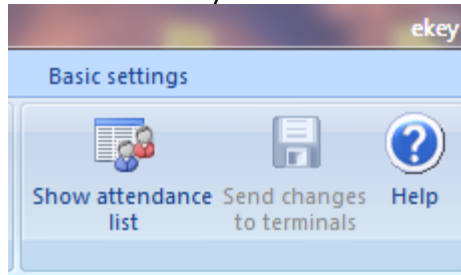 ekey
Basic settings
Show attendance
list
Send changes
to terminals
Help